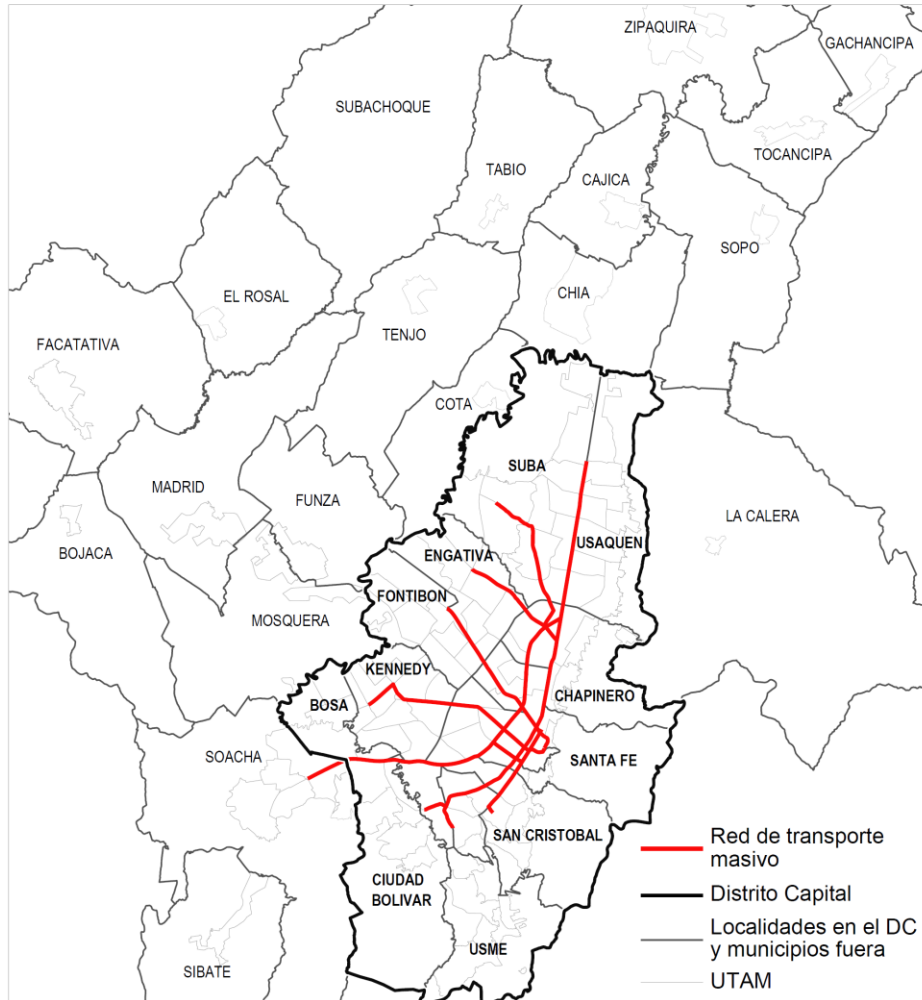 ZIPAQUIRA
GACHANCIPA
SUBACHOQUE
TOCANCIPA
TABIO
CAJICA
SOPO
EL ROSAL
CHIA
TENJO
FACATATIVA
COTA
SUBA
MADRID
FUNZA
LA CALERA
BOJACA
USAQUEN
ENGATIVA
FONTIBON
MOSQUERA
KENNEDY
CHAPINERO
BOSA
SOACHA
SANTA FE
SAN CRISTOBAL
CIUDAD
BOLIVAR
USME
SIBATE
Red de transporte
masivo
Distrito Capital
Localidades en el DC
y municipios fuera
UTAM